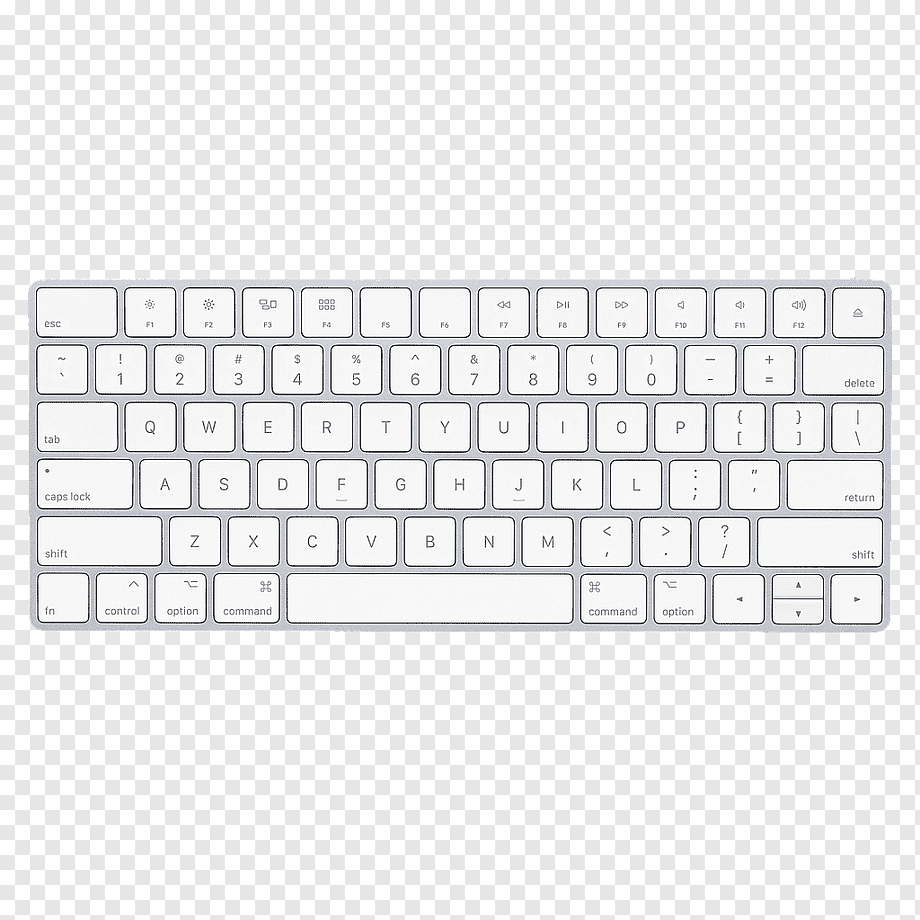 esc F1 F2 F3 F4 F5 F6 F7 F8 F9 F10 F11 F12
~ ! @ # $ % ^ & * ( ) — +
` 1 2 3 4 5 6 7 8 9 0 - = delete
tab Q W E R T Y U I O P { [ } ] | \
caps lock A S D F G H J K L : ; " ' return
shift Z X C V B N M < , > . ? / shift
fn control option command command option